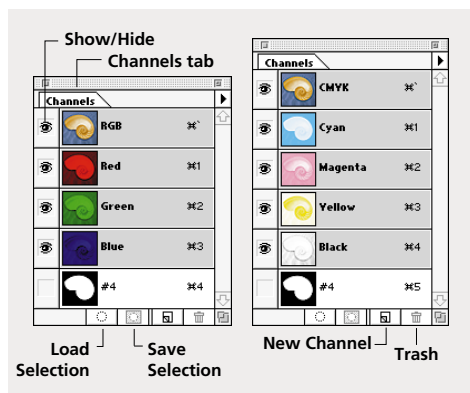 Show/Hide
Channels tab
Channels
RGB ⌘`
Red ⌘1
Green ⌘2
Blue ⌘3
#4 ⌘4
Load
Selection
Save
Selection
Channels
CMYK ⌘`
Cyan ⌘1
Magenta ⌘2
Yellow ⌘3
Black ⌘4
#4 ⌘5
New Channel
Trash